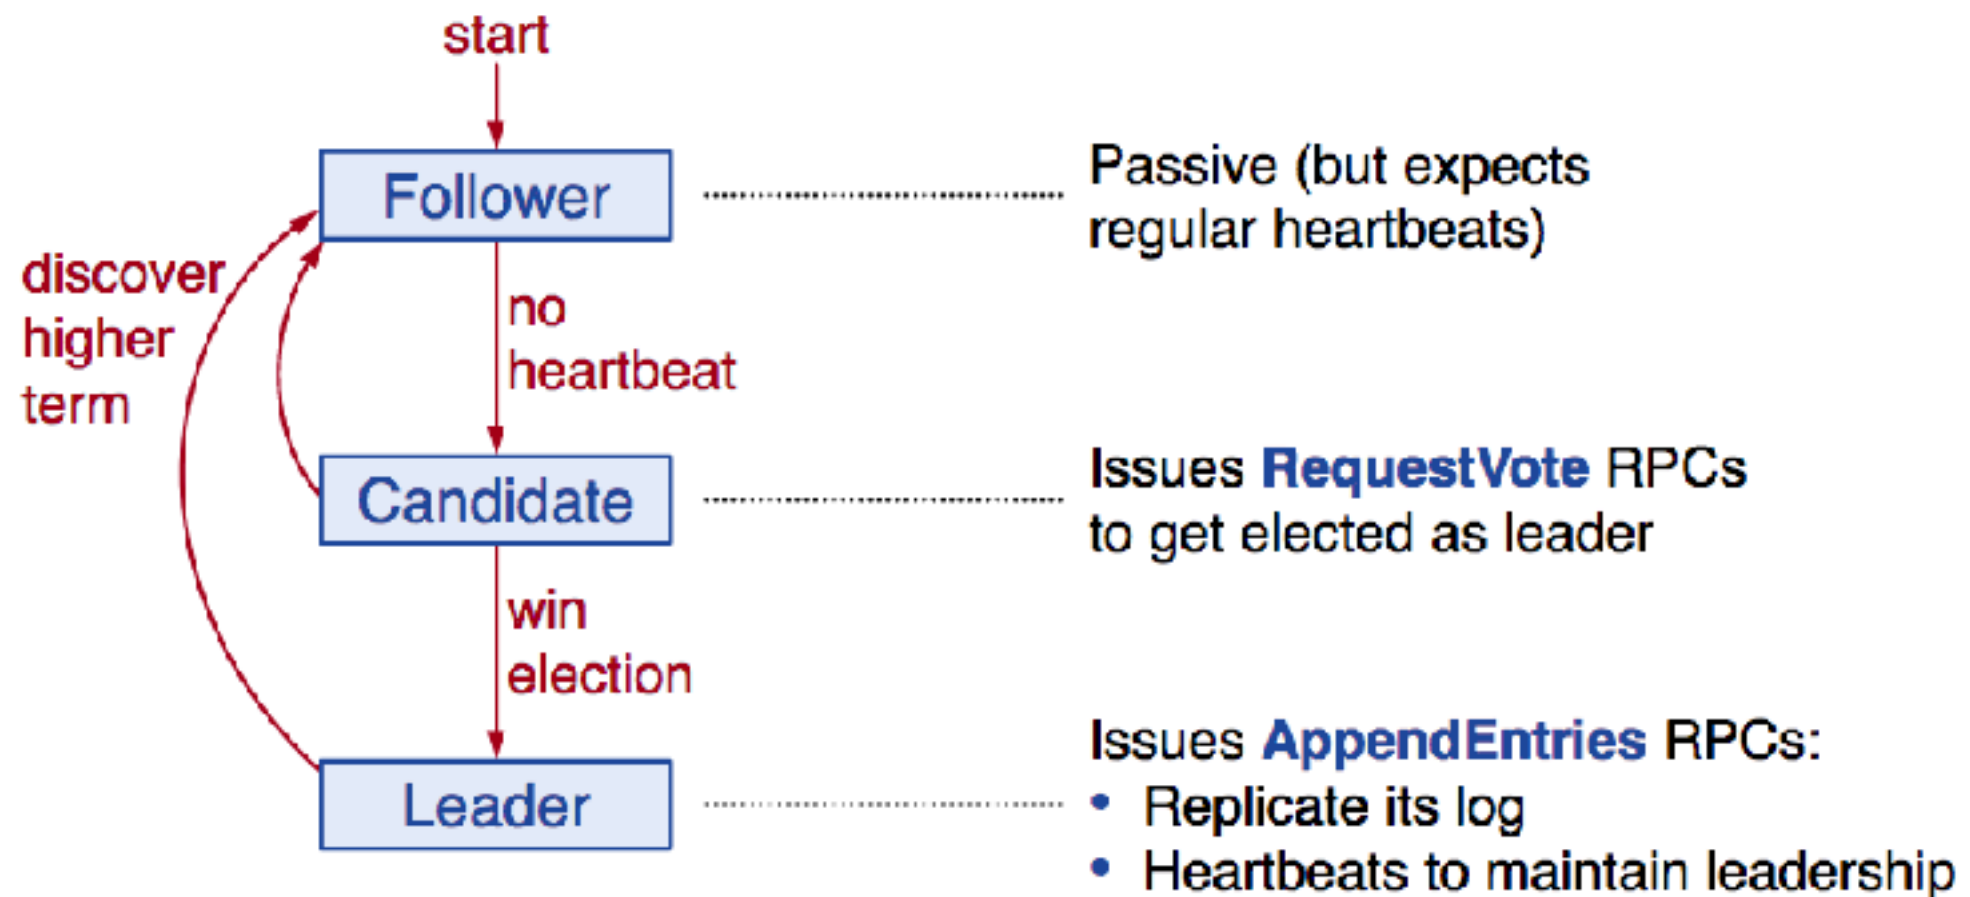 start
Follower
Passive (but expects
regular heartbeats)
discover
higher
term
no
heartbeat
Candidate
Issues RequestVote RPCs
to get elected as leader
win
election
Leader
Issues AppendEntries RPCs:
• Replicate its log
• Heartbeats to maintain leadership